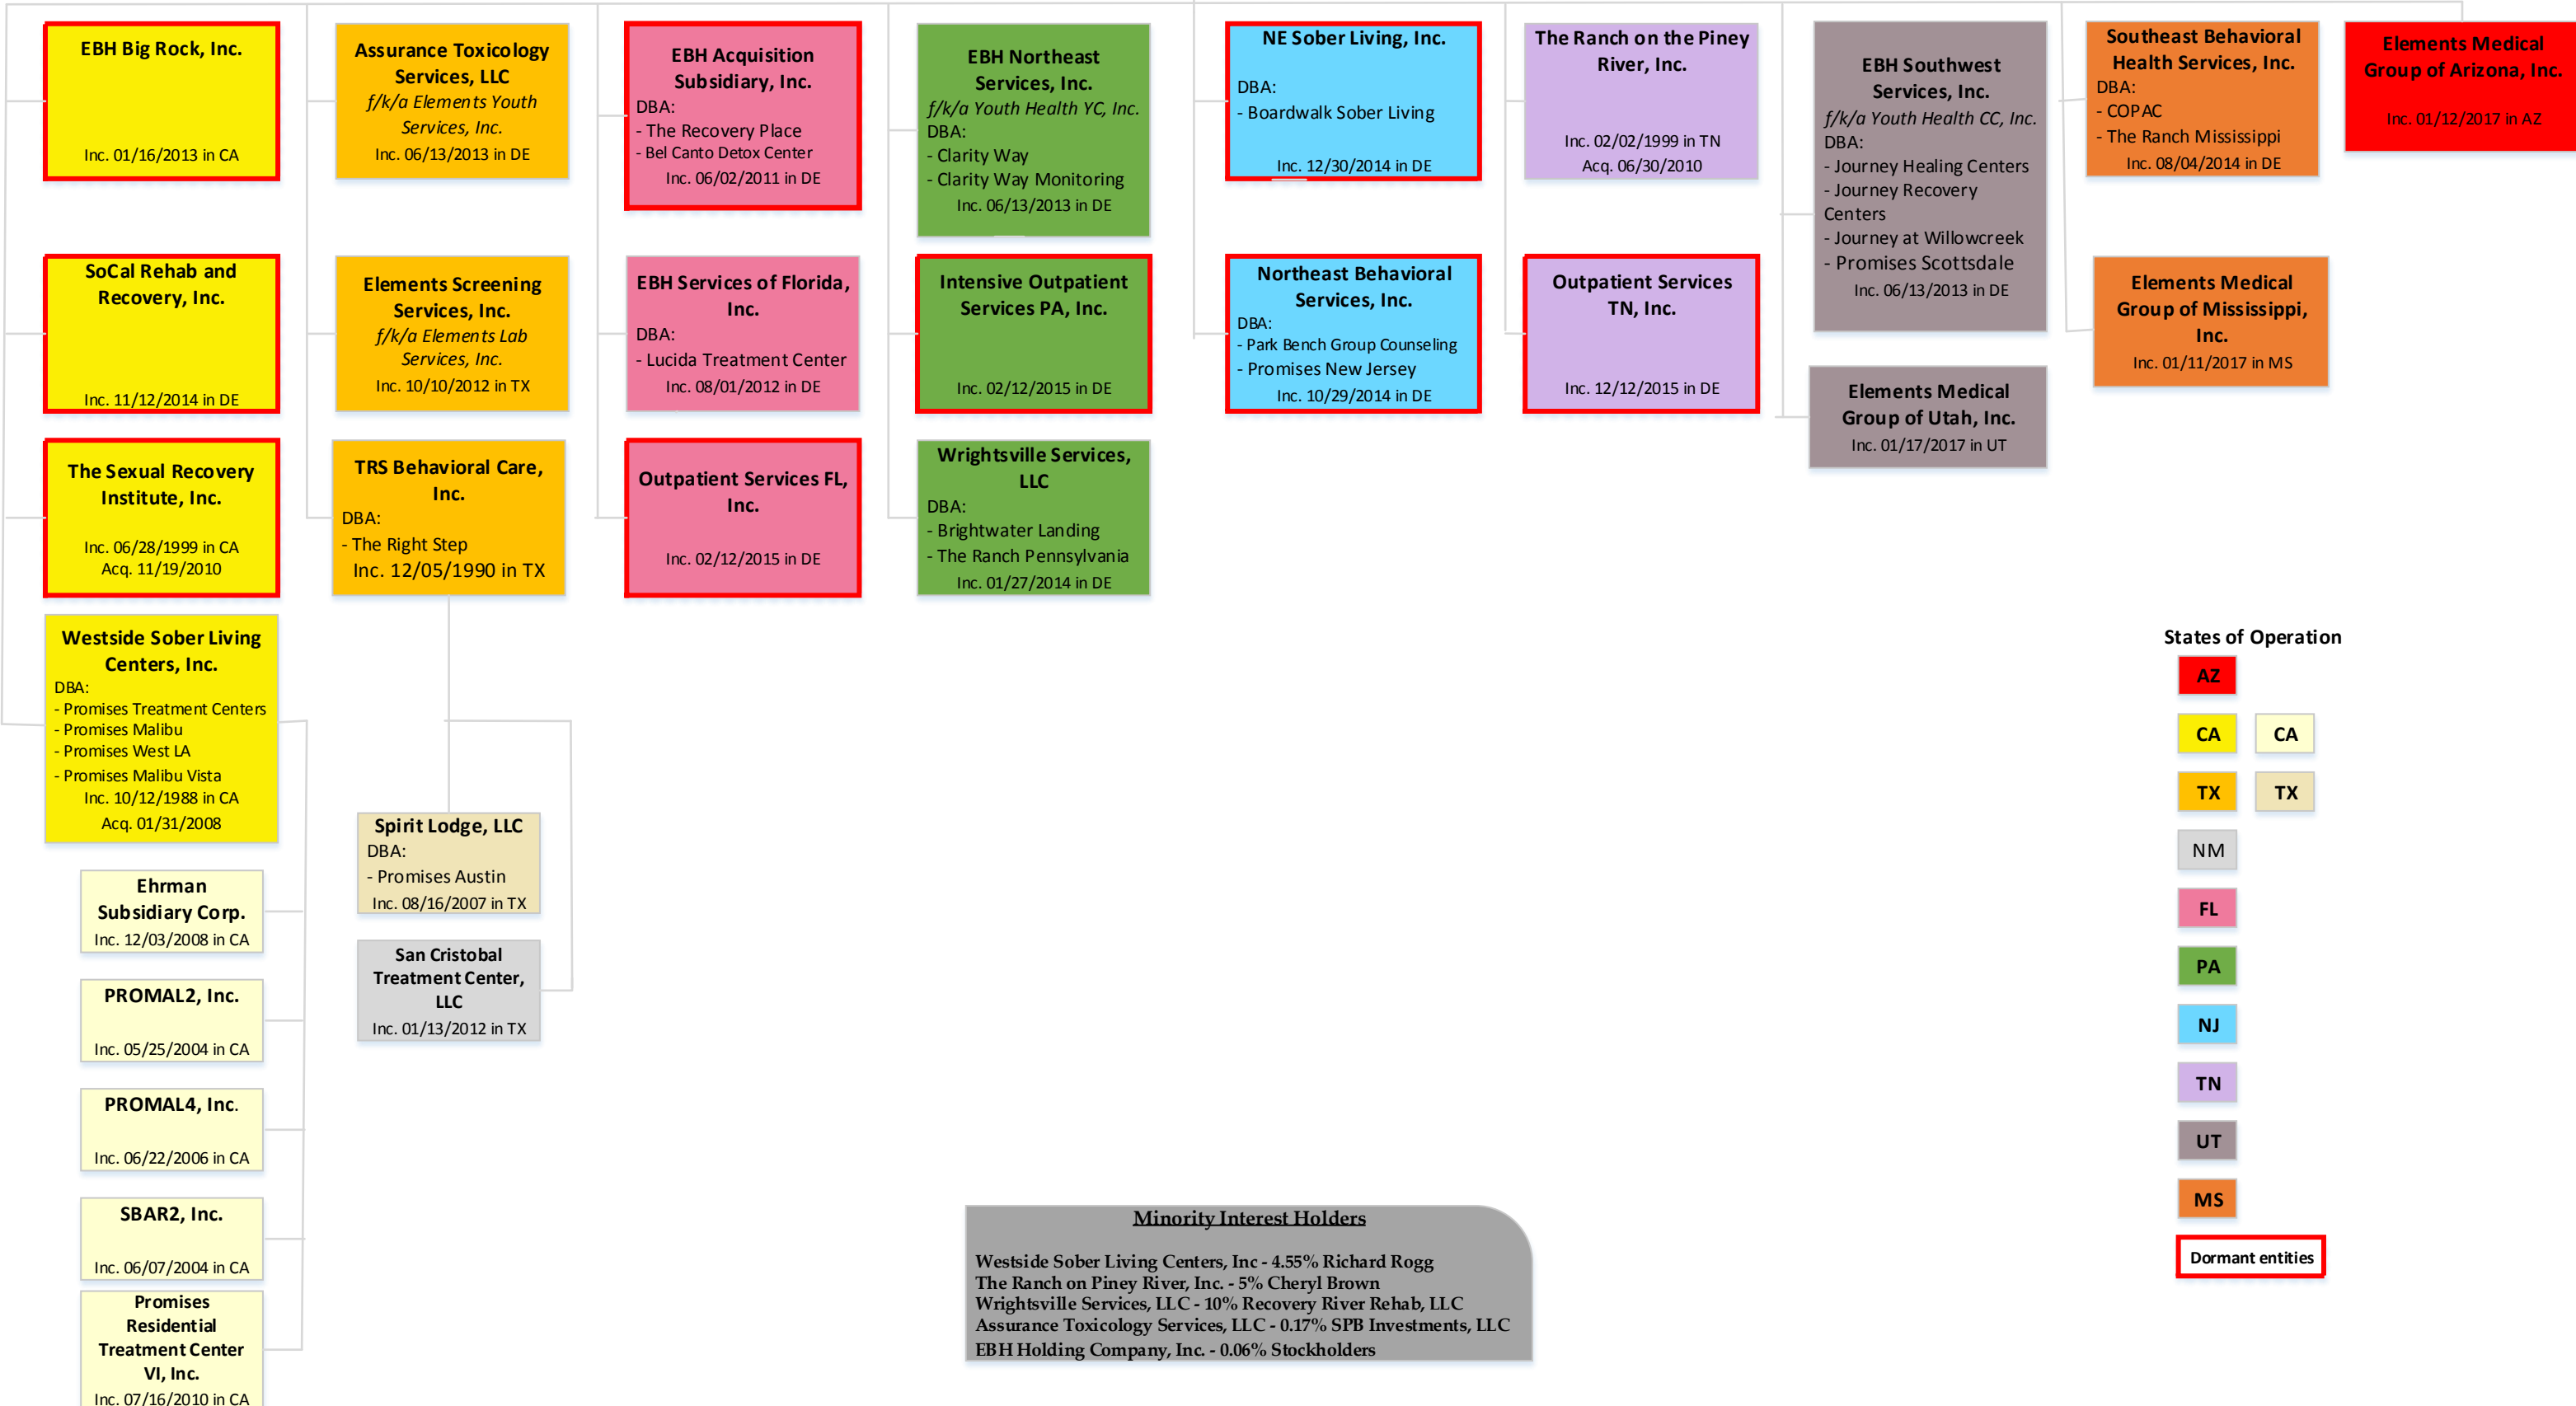 EBH Big Rock, Inc.
Inc. 01/16/2013 in CA
SoCal Rehab and
Recovery, Inc.
Inc. 11/12/2014 in DE
The Sexual Recovery
Institute, Inc.
Inc. 06/28/1999 in CA
Acq. 11/19/2010
Westside Sober Living
Centers, Inc.
DBA:
- Promises Treatment Centers
- Promises Malibu
- Promises West LA
- Promises Malibu Vista
Inc. 10/12/1988 in CA
Acq. 01/31/2008
Ehrman
Subsidiary Corp.
Inc. 12/03/2008 in CA
PROMAL2, Inc.
Inc. 05/25/2004 in CA
PROMAL4, Inc.
Inc. 06/22/2006 in CA
SBAR2, Inc.
Inc. 06/07/2004 in CA
Promises
Residential
Treatment Center
VI, Inc.
Inc. 07/16/2010 in CA
Assurance Toxicology
Services, LLC
f/k/a Elements Youth
Services, Inc.
Inc. 06/13/2013 in DE
Elements Screening
Services, Inc.
f/k/a Elements Lab
Services, Inc.
Inc. 10/10/2012 in TX
TRS Behavioral Care,
Inc.
DBA:
- The Right Step
Inc. 12/05/1990 in TX
Spirit Lodge, LLC
DBA:
- Promises Austin
Inc. 08/16/2007 in TX
San Cristobal
Treatment Center,
LLC
Inc. 01/13/2012 in TX
EBH Acquisition
Subsidiary, Inc.
DBA:
- The Recovery Place
- Bel Canto Detox Center
Inc. 06/02/2011 in DE
EBH Services of Florida,
Inc.
DBA:
- Lucida Treatment Center
Inc. 08/01/2012 in DE
Outpatient Services FL,
Inc.
Inc. 02/12/2015 in DE
EBH Northeast
Services, Inc.
f/k/a Youth Health YC, Inc.
DBA:
- Clarity Way
- Clarity Way Monitoring
Inc. 06/13/2013 in DE
Intensive Outpatient
Services PA, Inc.
Inc. 02/12/2015 in DE
Wrightsville Services,
LLC
DBA:
- Brightwater Landing
- The Ranch Pennsylvania
Inc. 01/27/2014 in DE
NE Sober Living, Inc.
DBA:
- Boardwalk Sober Living
Inc. 12/30/2014 in DE
Northeast Behavioral
Services, Inc.
DBA:
- Park Bench Group Counseling
- Promises New Jersey
Inc. 10/29/2014 in DE
The Ranch on the Piney
River, Inc.
Inc. 02/02/1999 in TN
Acq. 06/30/2010
Outpatient Services
TN, Inc.
Inc. 12/12/2015 in DE
EBH Southwest
Services, Inc.
f/k/a Youth Health CC, Inc.
DBA:
- Journey Healing Centers
- Journey Recovery
Centers
- Journey at Willowcreek
- Promises Scottsdale
Inc. 06/13/2013 in DE
Elements Medical
Group of Utah, Inc.
Inc. 01/17/2017 in UT
Southeast Behavioral
Health Services, Inc.
DBA:
- COPAC
- The Ranch Mississippi
Inc. 08/04/2014 in DE
Elements Medical
Group of Mississippi,
Inc.
Inc. 01/11/2017 in MS
Elements Medical
Group of Arizona, Inc.
Inc. 01/12/2017 in AZ
States of Operation
AZ
CA CA
TX TX
NM
FL
PA
NJ
TN
UT
MS
Dormant entities
Minority Interest Holders
Westside Sober Living Centers, Inc - 4.55% Richard Rogg
The Ranch on Piney River, Inc. - 5% Cheryl Brown
Wrightsville Services, LLC - 10% Recovery River Rehab, LLC
Assurance Toxicology Services, LLC - 0.17% SPB Investments, LLC
EBH Holding Company, Inc. - 0.06% Stockholders